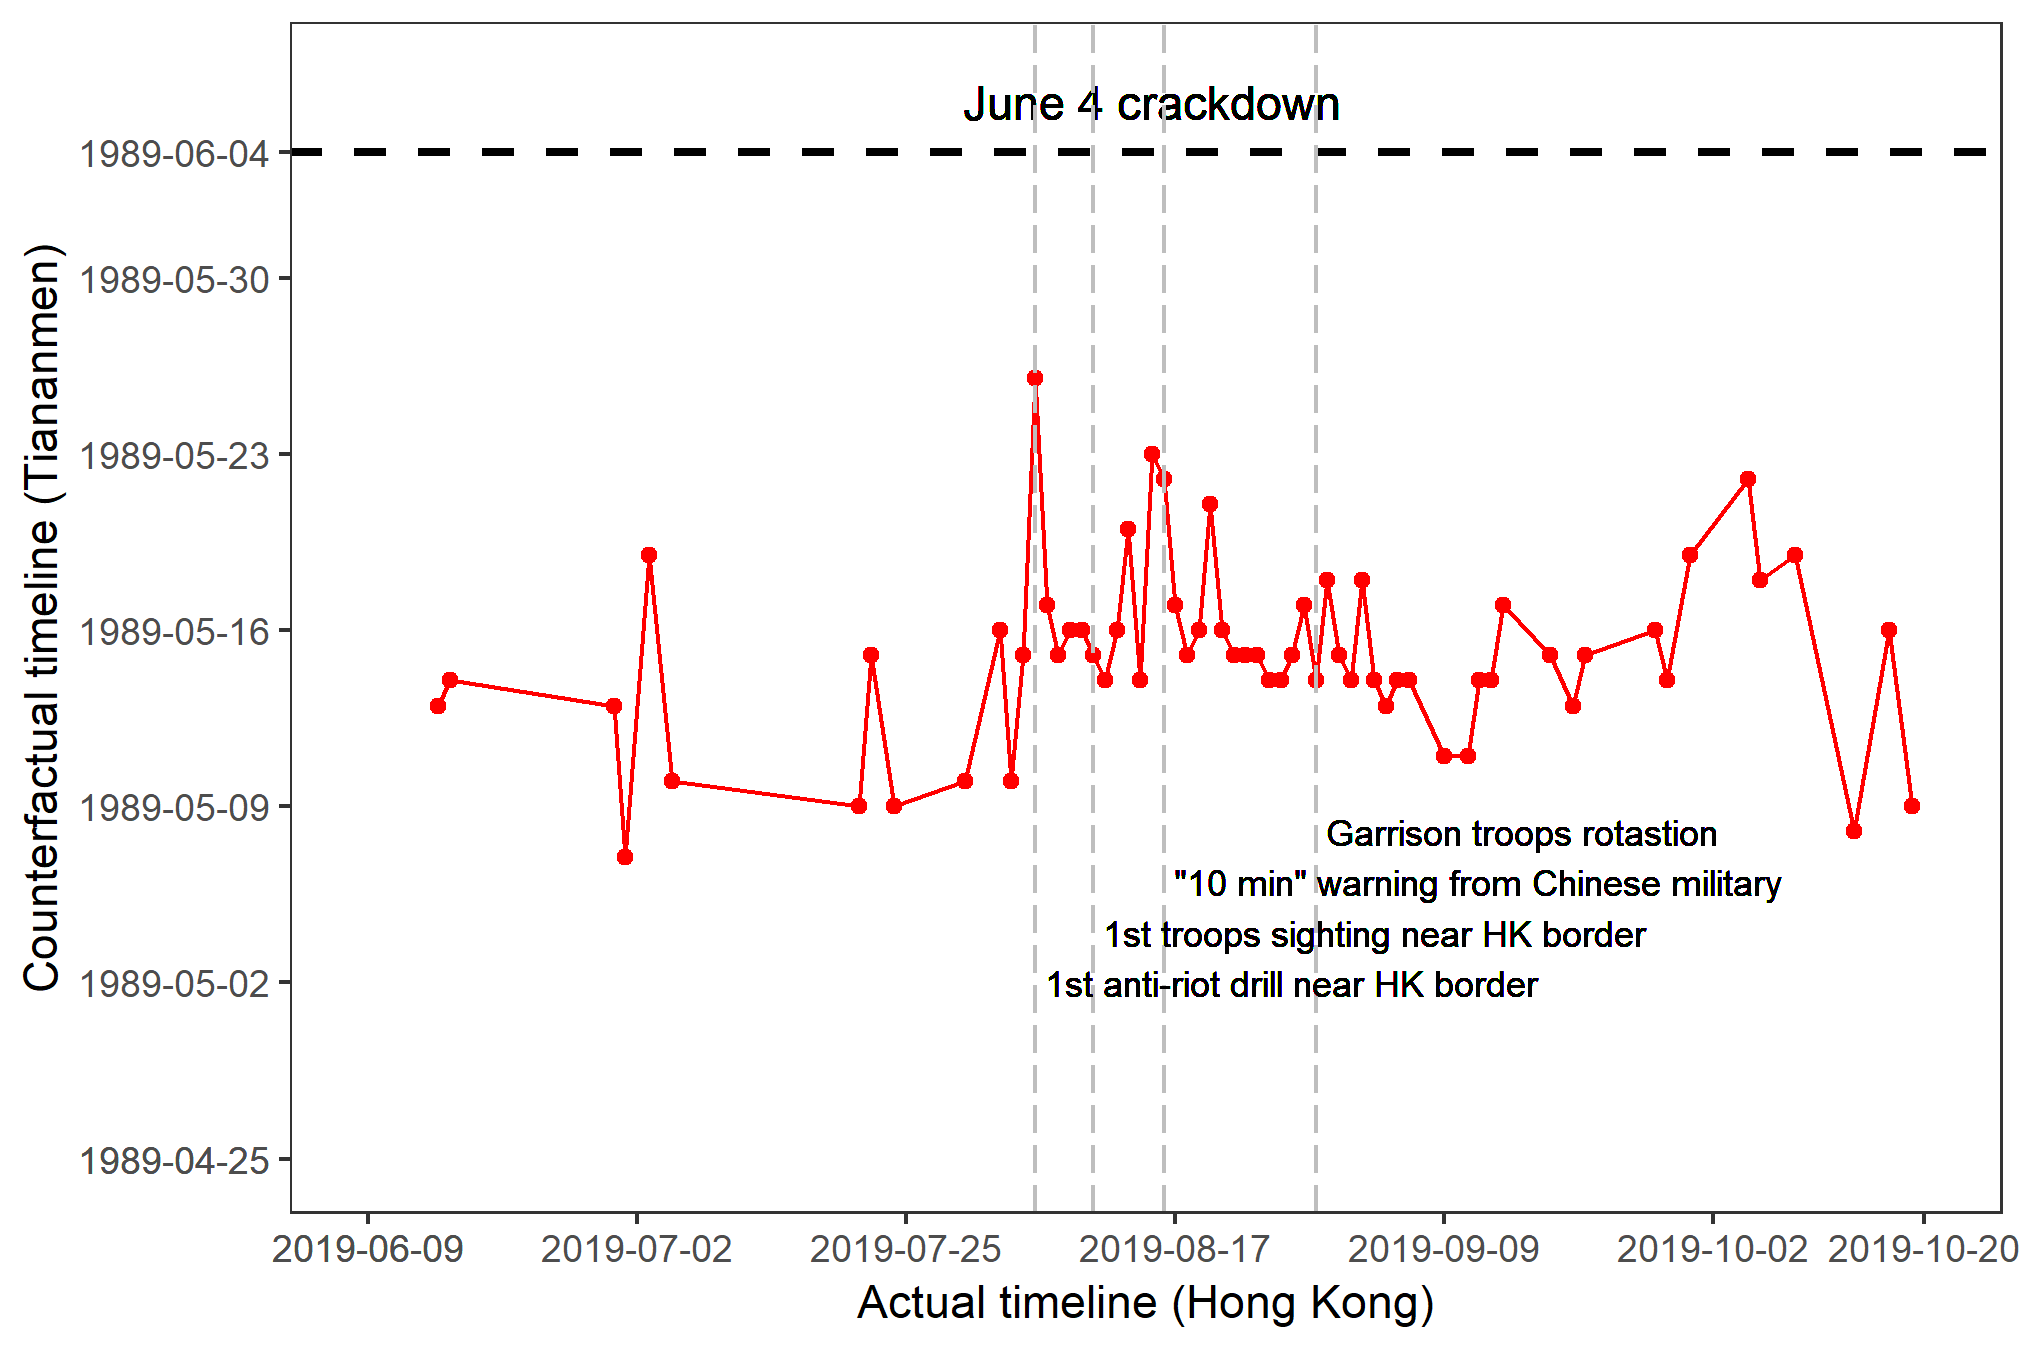 June 4 crackdown
1989-06-04
1989-05-30
1989-05-23
1989-05-16
1989-05-09
1989-05-02
1989-04-25
Counterfactual timeline (Tiananmen)
Garrison troops rotastion
"10 min" warning from Chinese military
1st troops sighting near HK border
1st anti-riot drill near HK border
2019-06-09 2019-07-02 2019-07-25 2019-08-17 2019-09-09 2019-10-02 2019-10-20
Actual timeline (Hong Kong)